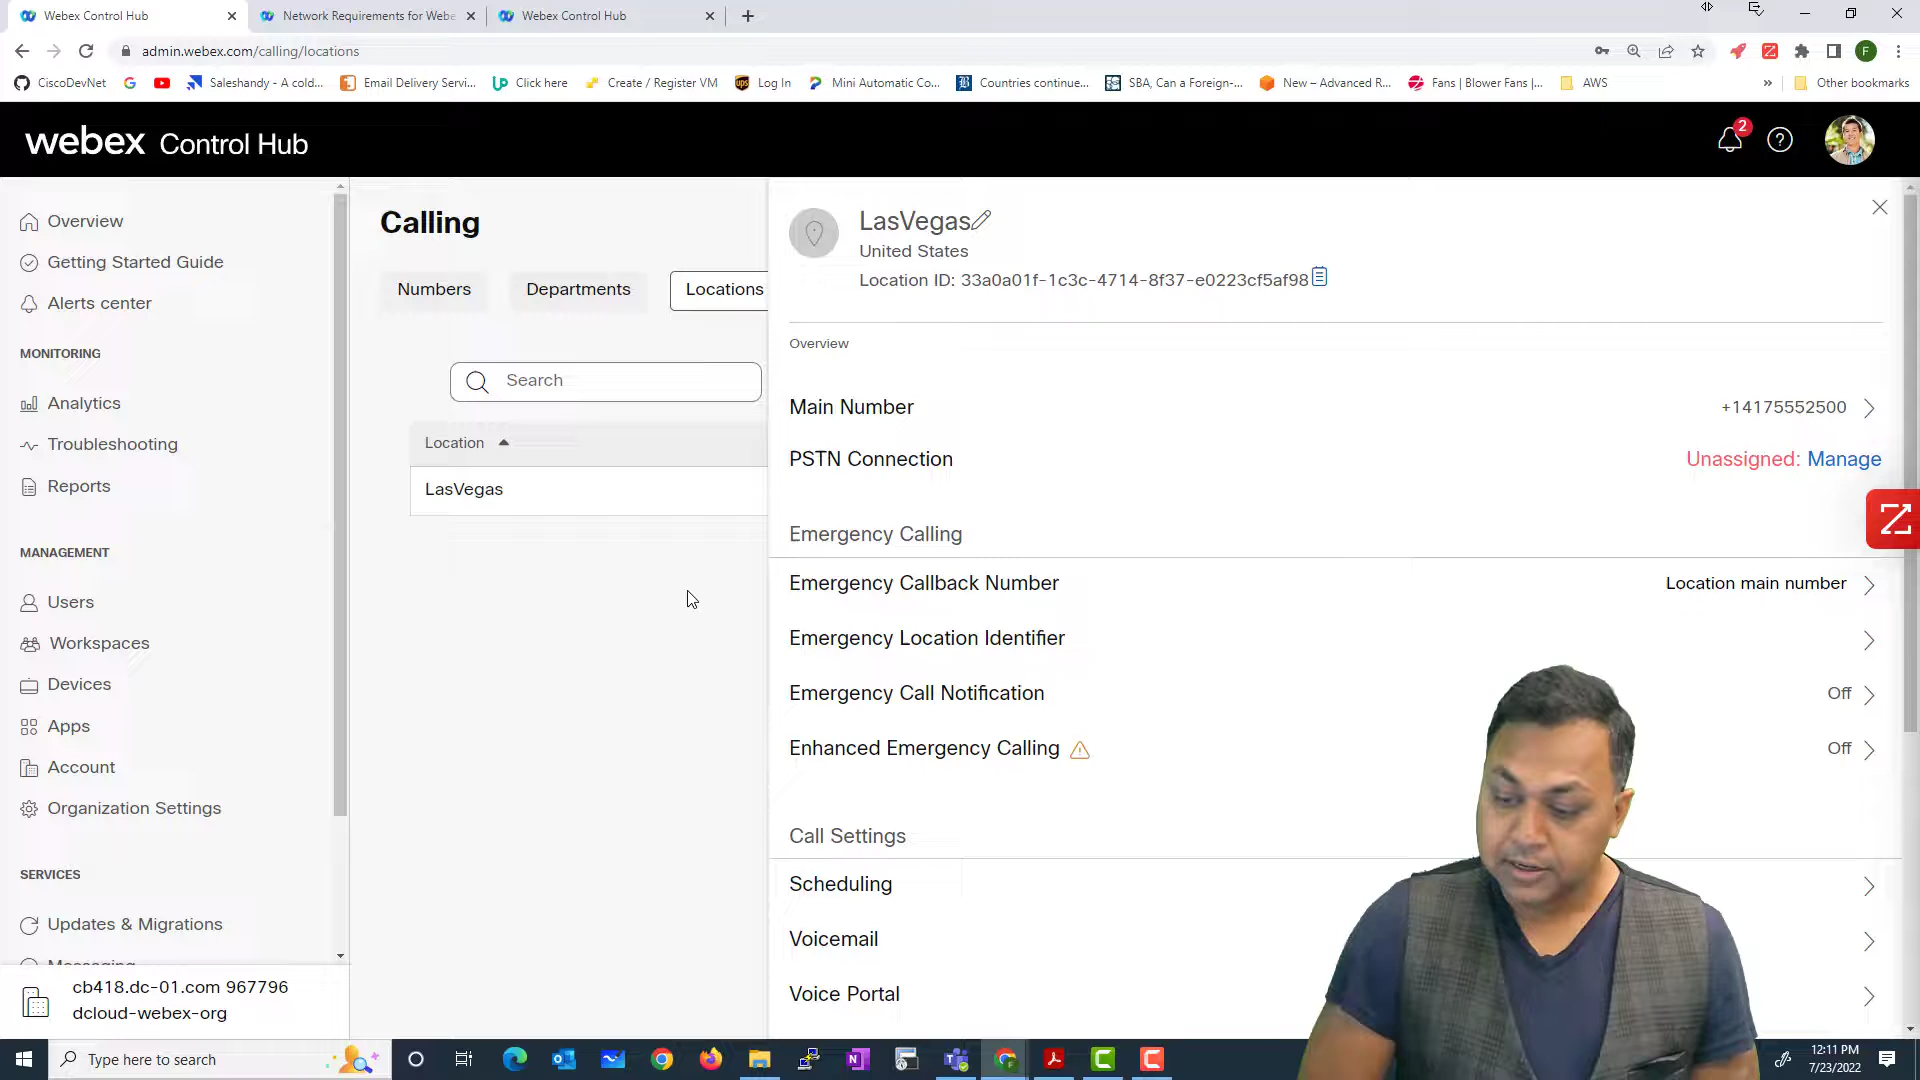 Webex Control Hub
Network Requirements for Webe
Webex Control Hub
admin.webex.com/calling/locations
F
CiscoDevNet
Saleshandy - A cold...
Email Delivery Servi...
Click here
Create / Register VM
Log In
Mini Automatic Co...
Countries continue...
SBA, Can a Foreign-...
New – Advanced R...
Fans | Blower Fans |...
AWS
»
Other bookmarks
webex Control Hub
2
Overview
Getting Started Guide
Alerts center
MONITORING
Analytics
Troubleshooting
Reports
MANAGEMENT
Users
Workspaces
Devices
Apps
Account
Organization Settings
SERVICES
Updates & Migrations
Messaging
cb418.dc-01.com 967796
dcloud-webex-org
Calling
Numbers
Departments
Locations
Search
Location
LasVegas
LasVegas
United States
Location ID: 33a0a01f-1c3c-4714-8f37-e0223cf5af98
Overview
Main Number
+14175552500
PSTN Connection
Unassigned: Manage
Emergency Calling
Emergency Callback Number
Location main number
Emergency Location Identifier
Emergency Call Notification
Off
Enhanced Emergency Calling
Off
Call Settings
Scheduling
Voicemail
Voice Portal
Type here to search
12:11 PM
7/23/2022